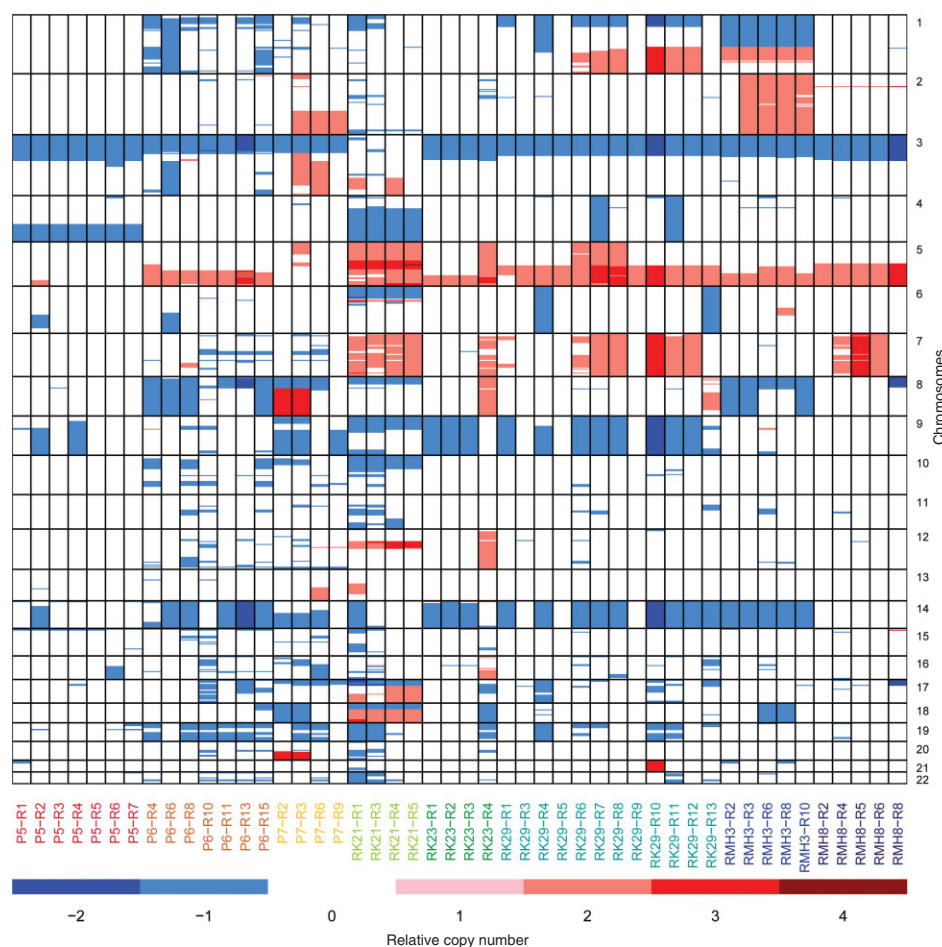 1
2
3
4
5
6
7
8
9
10
11
12
13
14
15
16
17
18
19
20
21
22
Chromosomes
P5−R1
P5−R2
P5−R3
P5−R4
P5−R5
P5−R6
P5−R7
P6−R4
P6−R6
P6−R8
P6−R10
P6−R11
P6−R13
P6−R15
P7−R2
P7−R3
P7−R6
P7−R9
RK21−R1
RK21−R3
RK21−R4
RK21−R5
RK23−R1
RK23−R2
RK23−R3
RK23−R4
RK29−R1
RK29−R3
RK29−R4
RK29−R5
RK29−R6
RK29−R7
RK29−R8
RK29−R9
RK29−R10
RK29−R11
RK29−R12
RK29−R13
RMH3−R2
RMH3−R3
RMH3−R6
RMH3−R8
RMH3−R10
RMH8−R2
RMH8−R4
RMH8−R5
RMH8−R6
RMH8−R8
−2 −1 0 1 2 3 4
Relative copy number